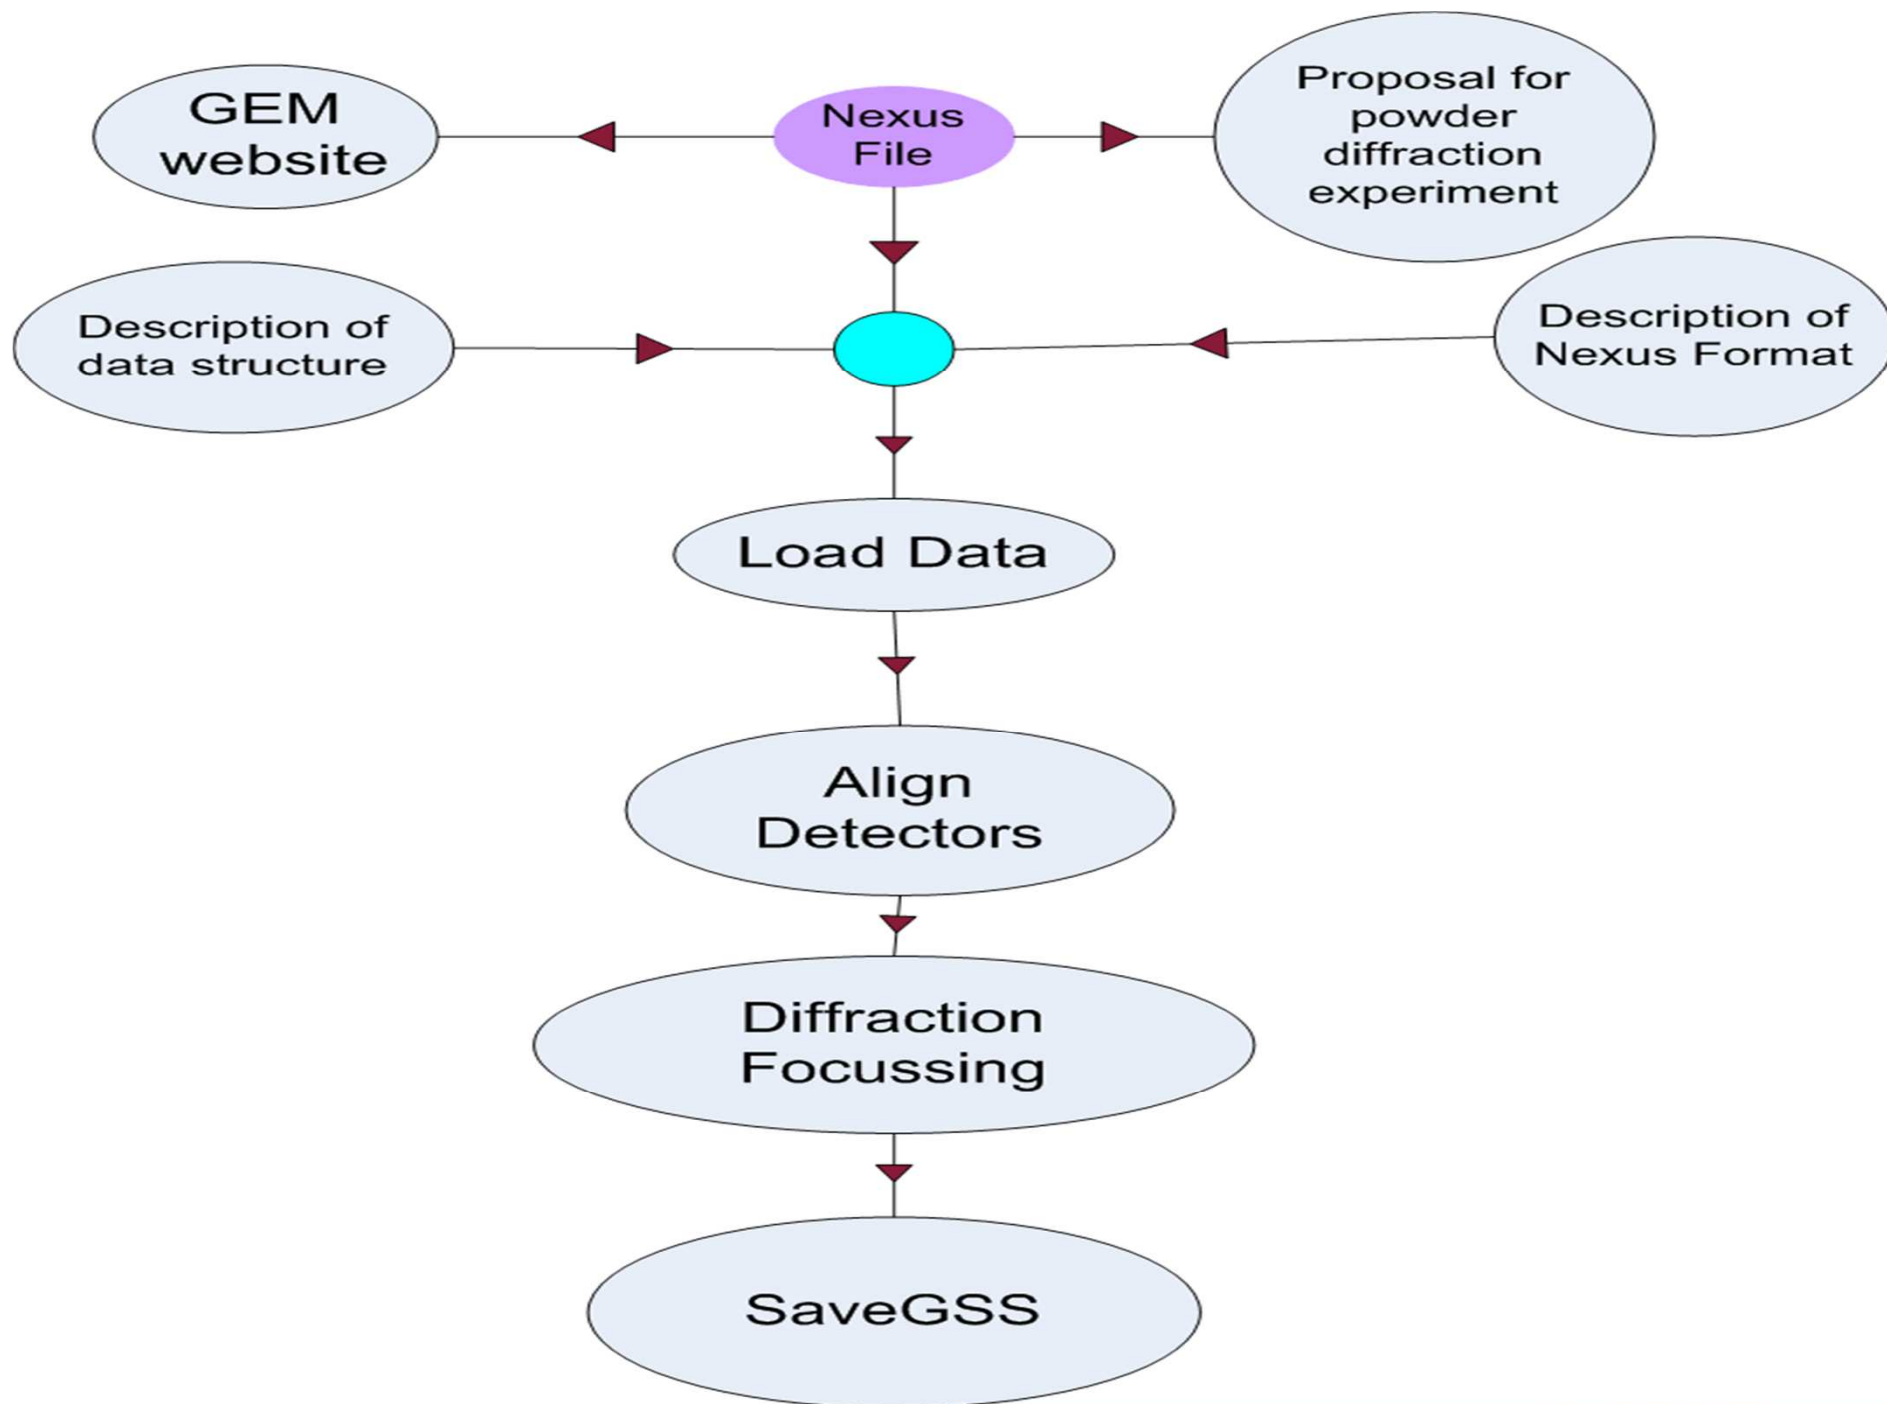 GEM
website
Nexus
File
Proposal for
powder
diffraction
experiment
Description of
data structure
Description of
Nexus Format
Load Data
Align
Detectors
Diffraction
Focussing
SaveGSS